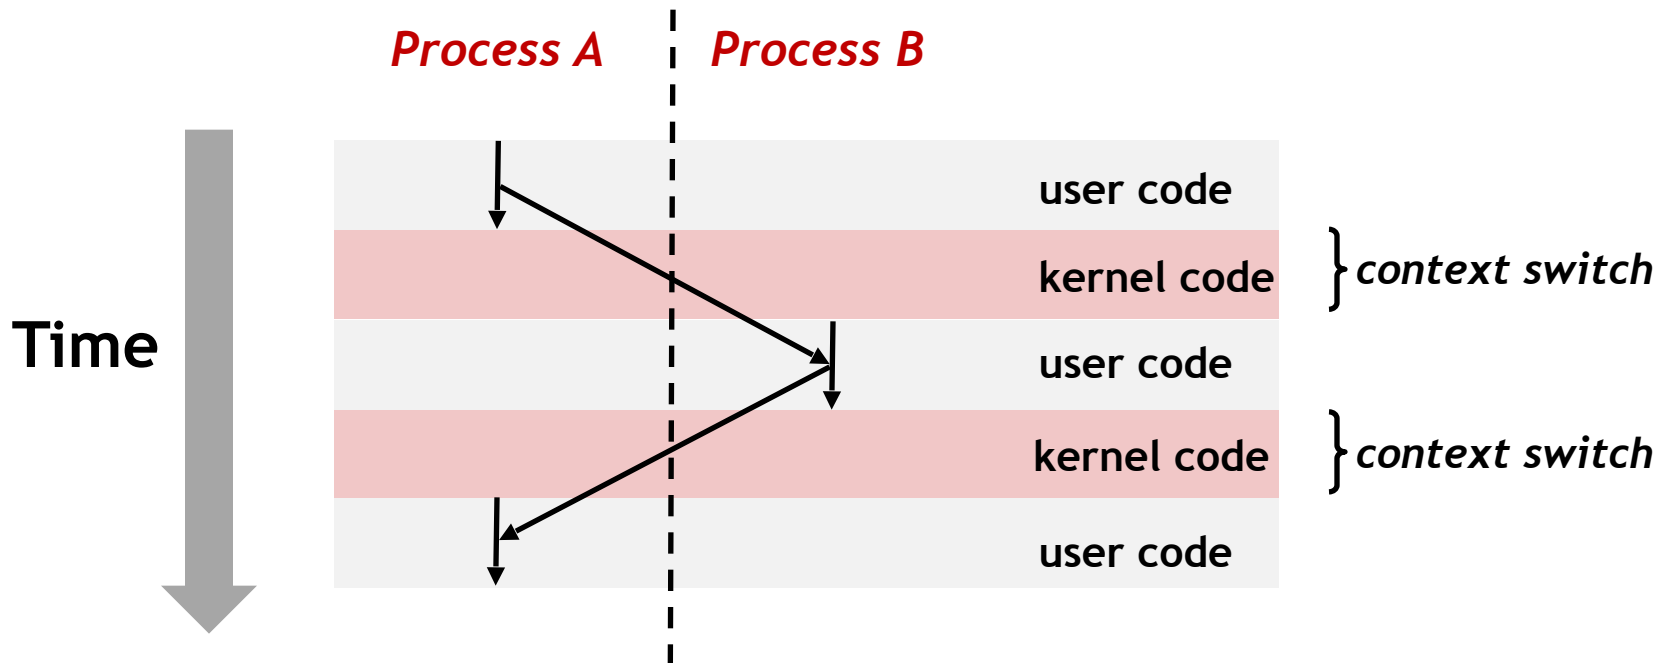 Process A
Process B
user code
kernel code
context switch
Time
user code
kernel code
context switch
user code